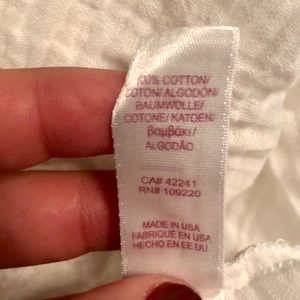 100% COTTON/
COTON/ALGODÓN/
BAUMWOLLE/
COTONE/ KATOEN/
βαμβάκι/
ALGODÃO
CA# 42241
RN# 109220
MADE IN USA
FABRIQUÉ EN USA
HECHO EN EE.UU